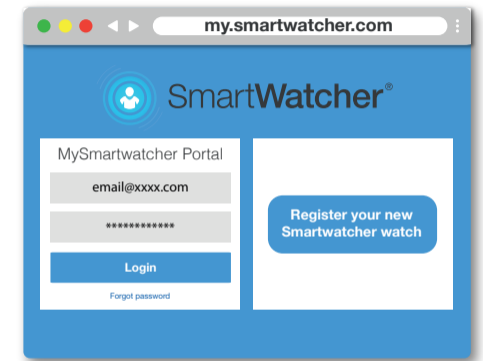 my.smartwatcher.com
SmartWatcher®
MySmartwatcher Portal
email@xxxx.com
************
Login
Forgot password
Register your new
Smartwatcher watch